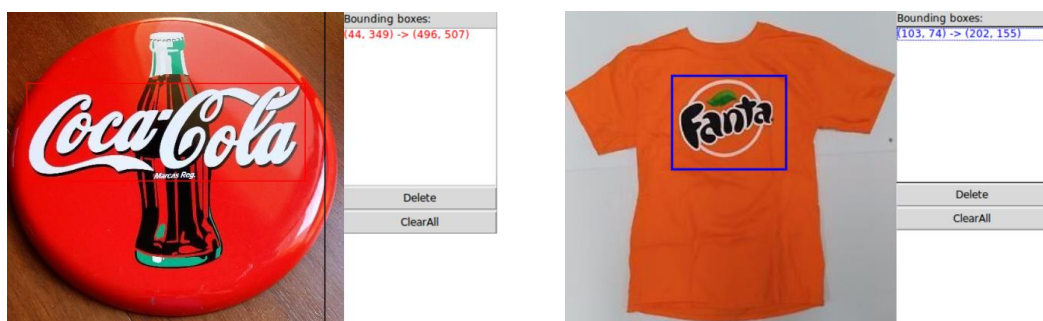 Coca-Cola
Marcas Reg.
Bounding boxes:
(44, 349) -> (496, 507)
Delete
ClearAll
Fanta
Bounding boxes:
(103, 74) -> (202, 155)
Delete
ClearAll